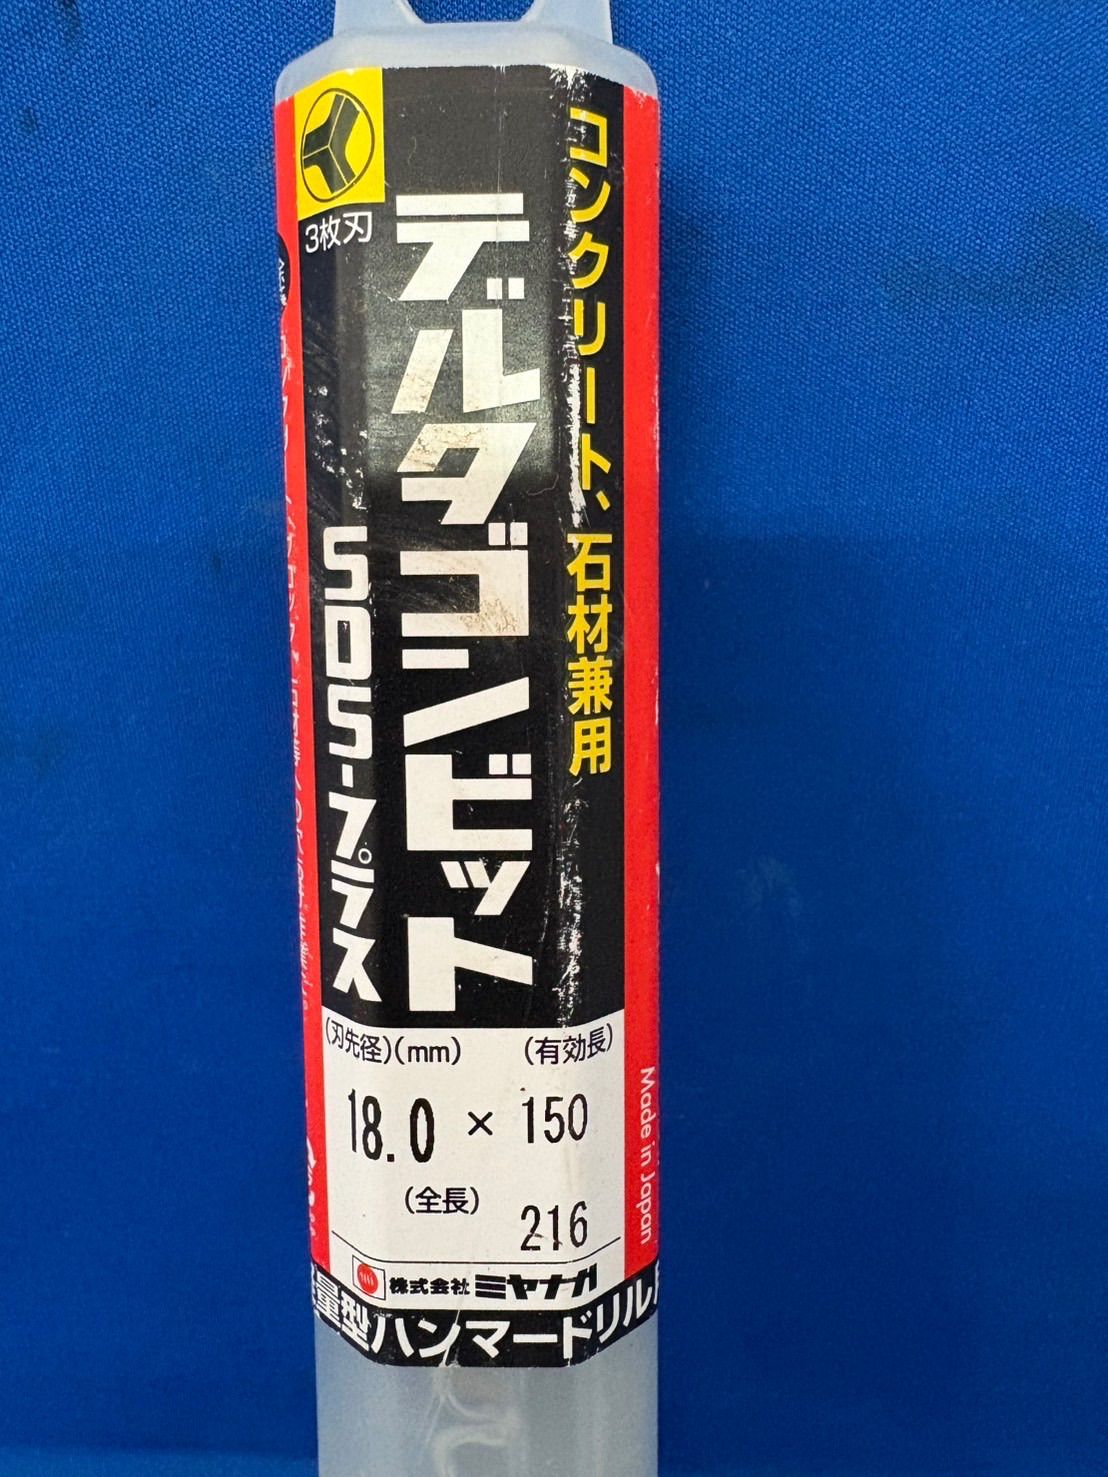 コンクリート、石材兼用
デルタゴンビット
3枚刃
SDS-プラス
(刃先径)(mm) (有効長)
18.0 × 150
(全長)
216
株式会社 ミヤナガ
量型ハンマードリル
Made in Japan